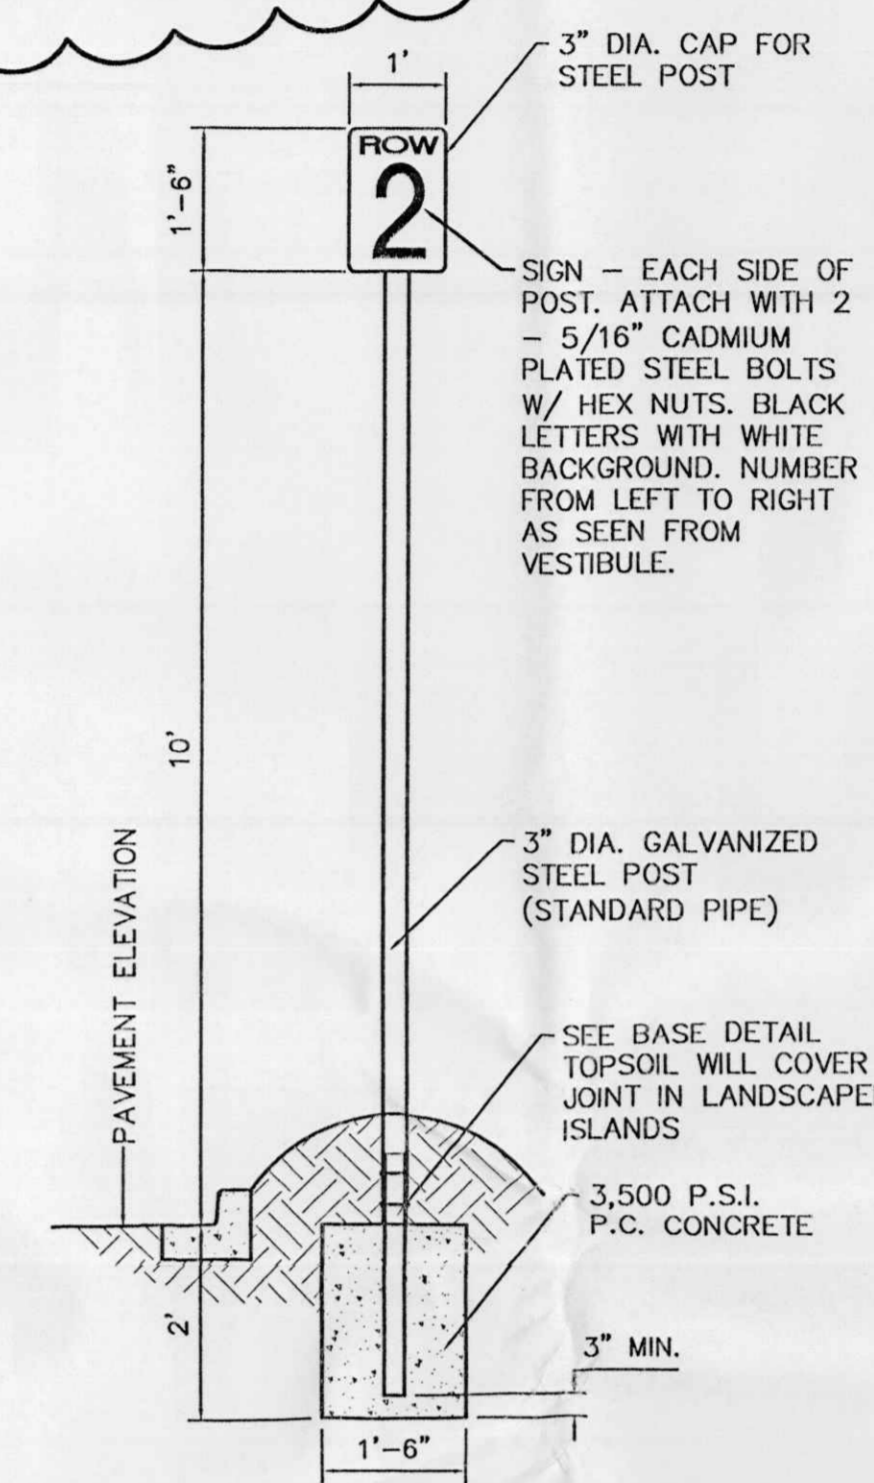 1'
3" DIA. CAP FOR
STEEL POST
ROW
2
1'-6"
SIGN – EACH SIDE OF
POST. ATTACH WITH 2
– 5/16" CADMIUM
PLATED STEEL BOLTS
W/ HEX NUTS. BLACK
LETTERS WITH WHITE
BACKGROUND. NUMBER
FROM LEFT TO RIGHT
AS SEEN FROM
VESTIBULE.
10'
3" DIA. GALVANIZED
STEEL POST
(STANDARD PIPE)
PAVEMENT ELEVATION
SEE BASE DETAIL
TOPSOIL WILL COVER
JOINT IN LANDSCAPE
ISLANDS
3,500 P.S.I.
P.C. CONCRETE
2'
3" MIN.
1'-6"